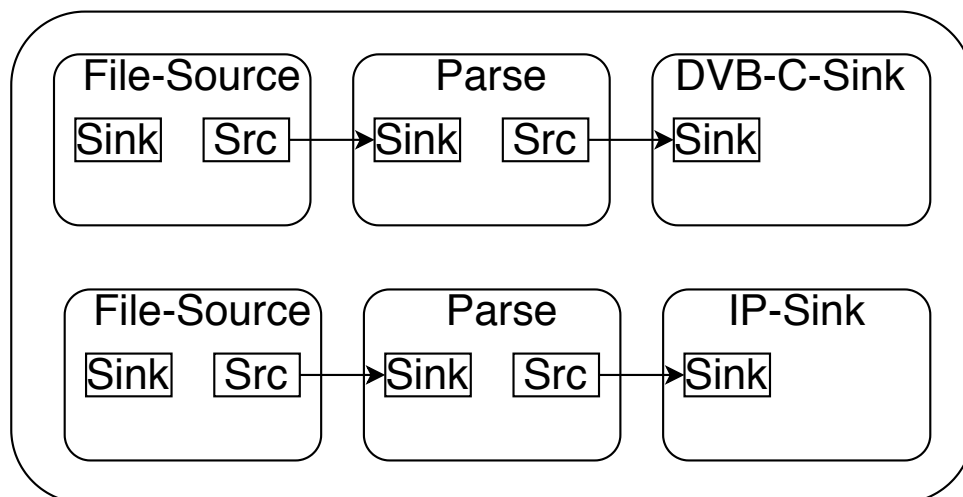 File-Source Parse DVB-C-Sink
Sink Src Sink Src Sink
File-Source Parse IP-Sink
Sink Src Sink Src Sink